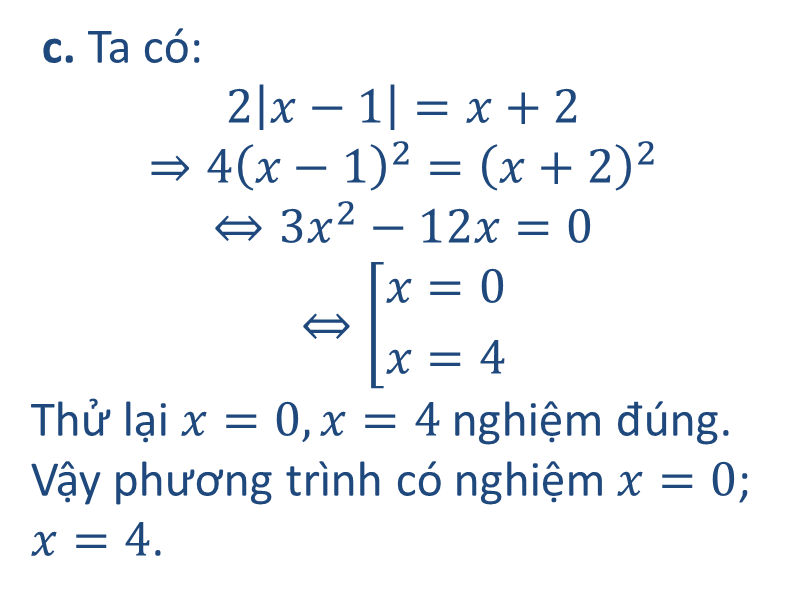 c. Ta có:
2|x − 1| = x + 2
⇒ 4(x − 1)² = (x + 2)²
⇔ 3x² − 12x = 0
⇔ [x = 0
x = 4
Thử lại x = 0, x = 4 nghiệm đúng.
Vậy phương trình có nghiệm x = 0;
x = 4.